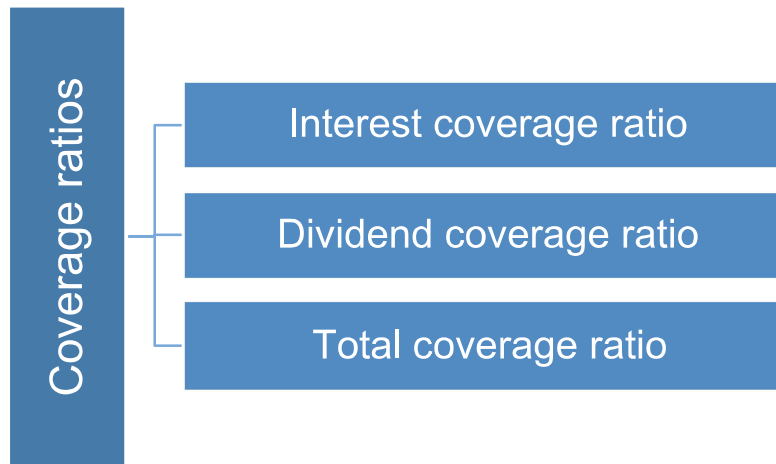 Coverage ratios
Interest coverage ratio
Dividend coverage ratio
Total coverage ratio